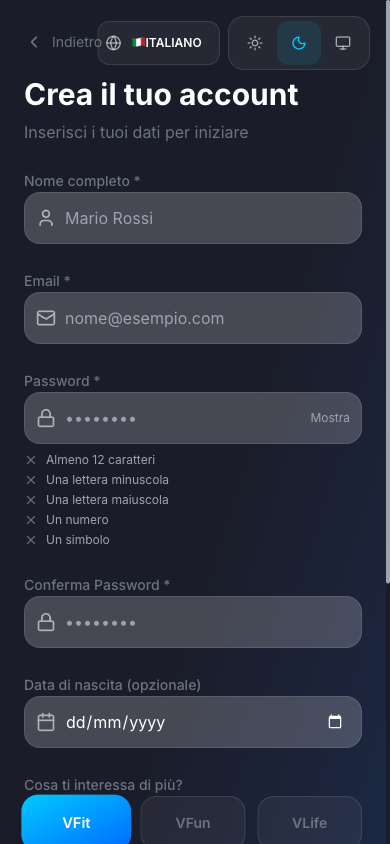 Indietro
ITALIANO
Crea il tuo account
Inserisci i tuoi dati per iniziare
Nome completo *
Mario Rossi
Email *
nome@esempio.com
Password *
••••••••
Mostra
Almeno 12 caratteri
Una lettera minuscola
Una lettera maiuscola
Un numero
Un simbolo
Conferma Password *
••••••••
Data di nascita (opzionale)
dd/mm/yyyy
Cosa ti interessa di più?
VFit
VFun
VLife